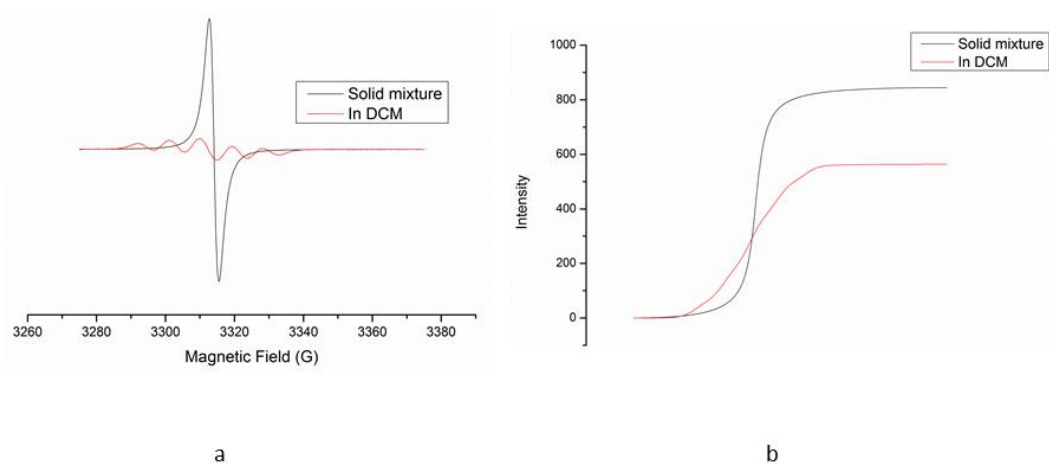 Solid mixture
In DCM
3260
3280
3300
3320
3340
3360
3380
Magnetic Field (G)
a
Solid mixture
In DCM
1000
800
600
400
200
0
Intensity
b